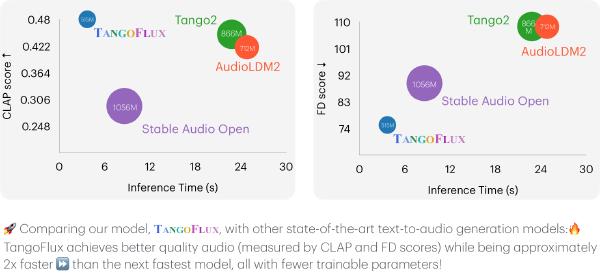 CLAP score ↑
0.48
0.422
0.364
0.306
0.248
515M
TANGOFLUX
Tango2
866M
712M
AudioLDM2
1056M
Stable Audio Open
0 6 12 18 24 30
Inference Time (s)
FD score ↓
110
101
92
83
74
Tango2
866
M
712M
AudioLDM2
1056M
Stable Audio Open
515M
TANGOFLUX
0 6 12 18 24 30
Inference Time (s)
🚀 Comparing our model, TANGOFLUX, with other state-of-the-art text-to-audio generation models:🔥
TangoFlux achieves better quality audio (measured by CLAP and FD scores) while being approximately
2x faster ⏩ than the next fastest model, all with fewer trainable parameters!